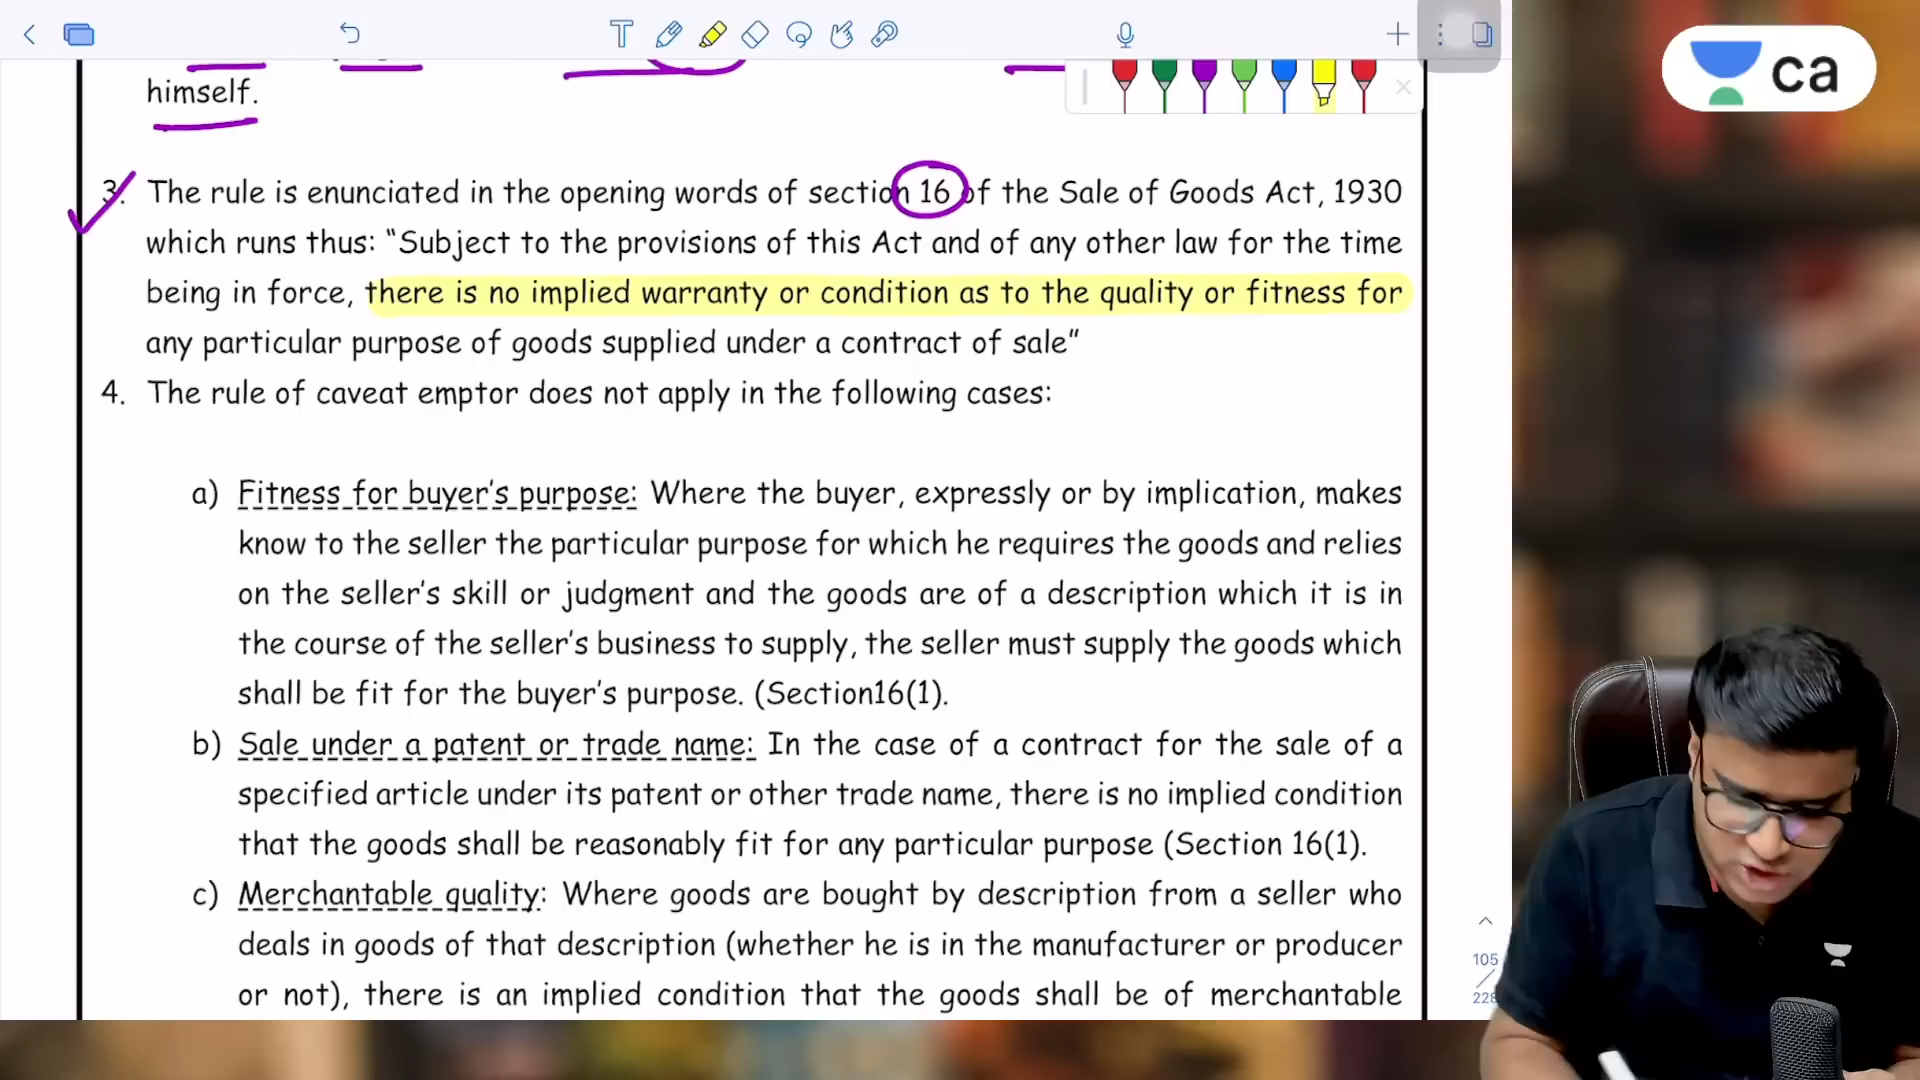 ca
himself.
3. The rule is enunciated in the opening words of section 16 of the Sale of Goods Act, 1930
which runs thus: “Subject to the provisions of this Act and of any other law for the time
being in force, there is no implied warranty or condition as to the quality or fitness for
any particular purpose of goods supplied under a contract of sale”
4. The rule of caveat emptor does not apply in the following cases:
a) Fitness for buyer's purpose: Where the buyer, expressly or by implication, makes
know to the seller the particular purpose for which he requires the goods and relies
on the seller's skill or judgment and the goods are of a description which it is in
the course of the seller's business to supply, the seller must supply the goods which
shall be fit for the buyer's purpose. (Section16(1).
b) Sale under a patent or trade name: In the case of a contract for the sale of a
specified article under its patent or other trade name, there is no implied condition
that the goods shall be reasonably fit for any particular purpose (Section 16(1).
c) Merchantable quality: Where goods are bought by description from a seller who
deals in goods of that description (whether he is in the manufacturer or producer
or not), there is an implied condition that the goods shall be of merchantable
105
228